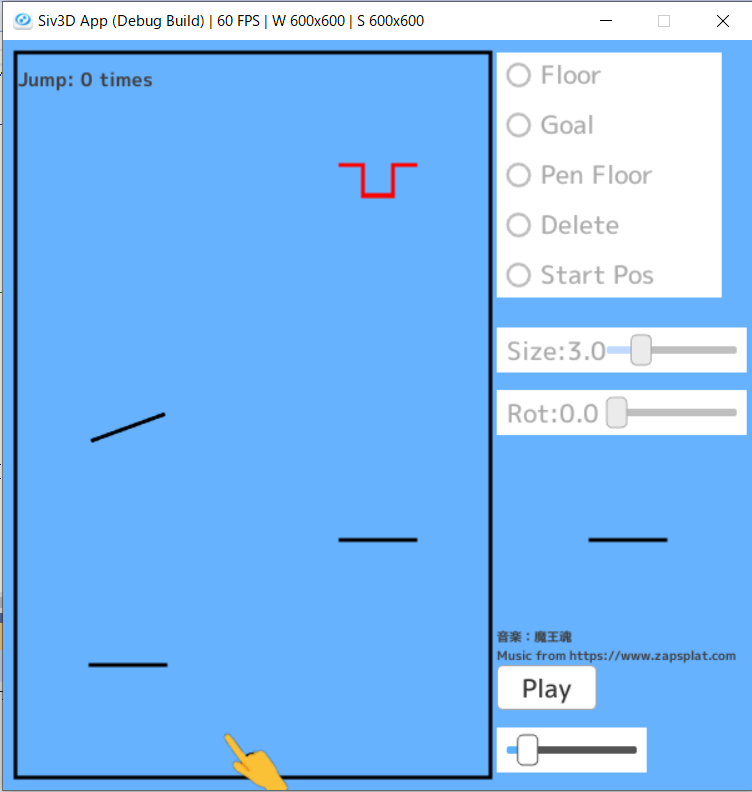 Siv3D App (Debug Build) | 60 FPS | W 600x600 | S 600x600
Jump: 0 times
Floor
Goal
Pen Floor
Delete
Start Pos
Size:3.0
Rot:0.0
音楽：魔王魂
Music from https://www.zapsplat.com
Play